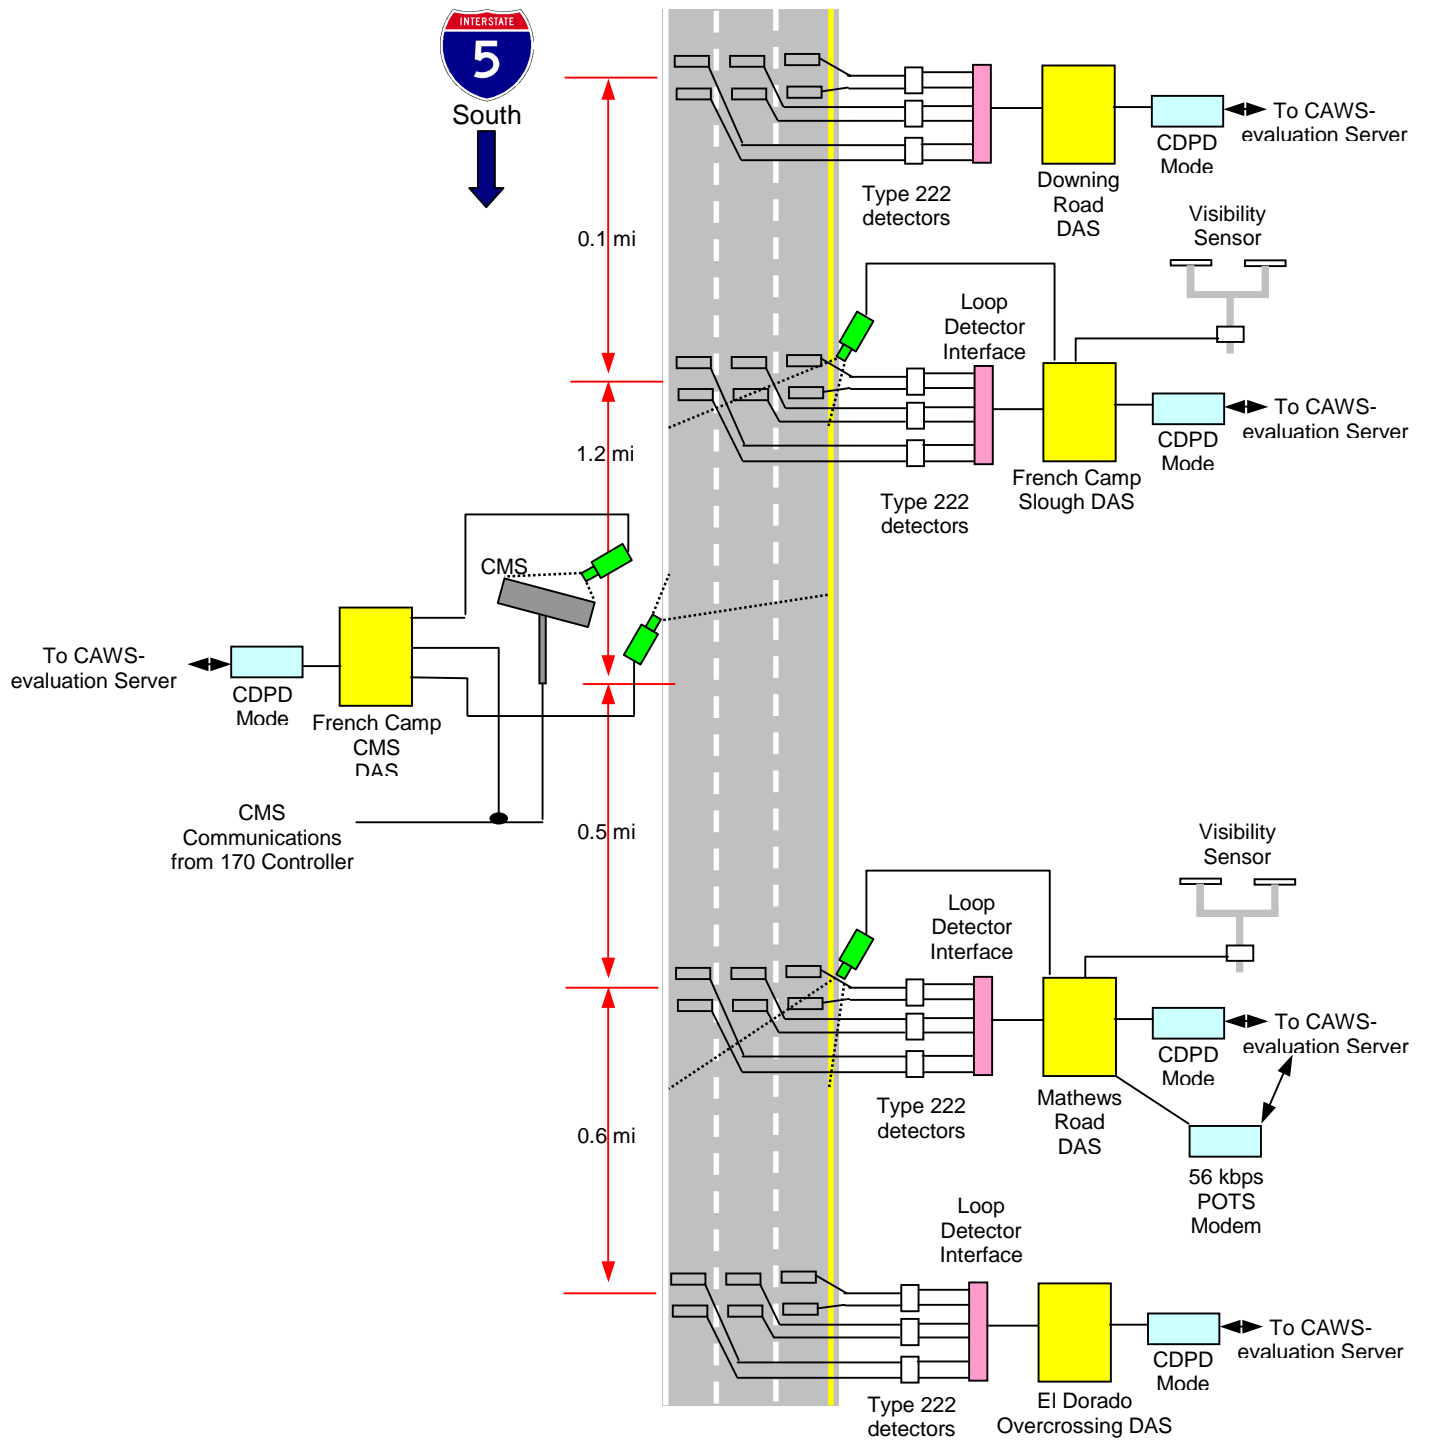 INTERSTATE
5
South
To CAWS-
evaluation Server
CDPD
Mode
Downing
Road
DAS
Type 222
detectors
0.1 mi
Visibility
Sensor
Loop
Detector
Interface
To CAWS-
evaluation Server
CDPD
Mode
French Camp
Slough DAS
Type 222
detectors
1.2 mi
CMS
To CAWS-
evaluation Server
CDPD
Mode
French Camp
CMS
DAS
CMS
Communications
from 170 Controller
0.5 mi
Visibility
Sensor
Loop
Detector
Interface
To CAWS-
evaluation Server
CDPD
Mode
Mathews
Road
DAS
Type 222
detectors
56 kbps
POTS
Modem
0.6 mi
Loop
Detector
Interface
To CAWS-
evaluation Server
CDPD
Mode
El Dorado
Overcrossing DAS
Type 222
detectors